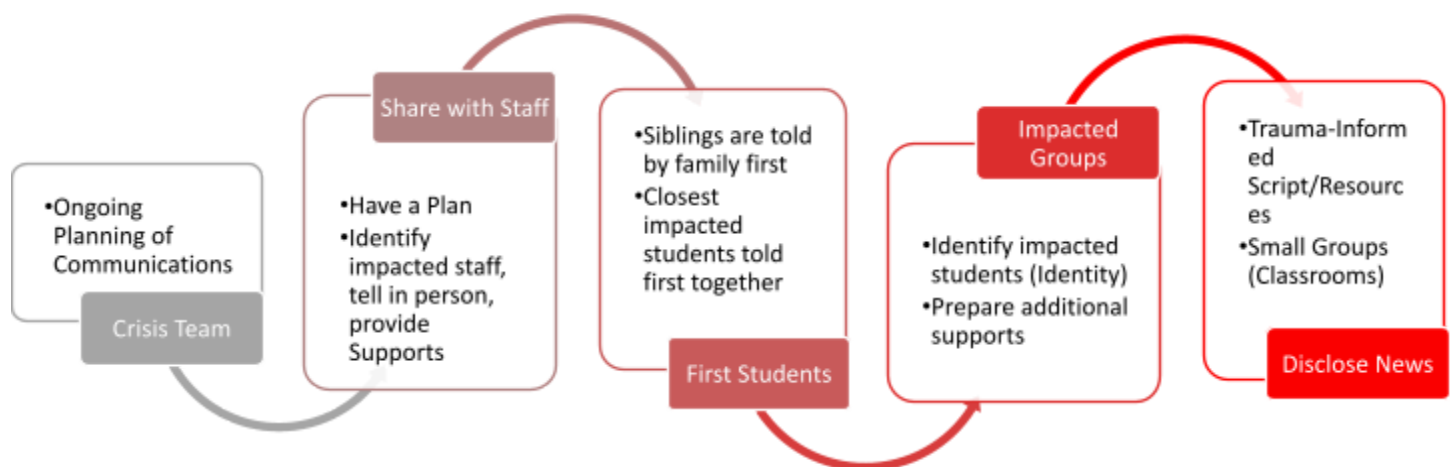 •Ongoing
Planning of
Communications
Crisis Team
Share with Staff
•Have a Plan
•Identify
impacted staff,
tell in person,
provide
Supports
•Siblings are told
by family first
•Closest
impacted
students told
first together
First Students
Impacted
Groups
•Identify impacted
students (Identity)
•Prepare additional
supports
•Trauma-Inform
ed
Script/Resourc
es
•Small Groups
(Classrooms)
Disclose News